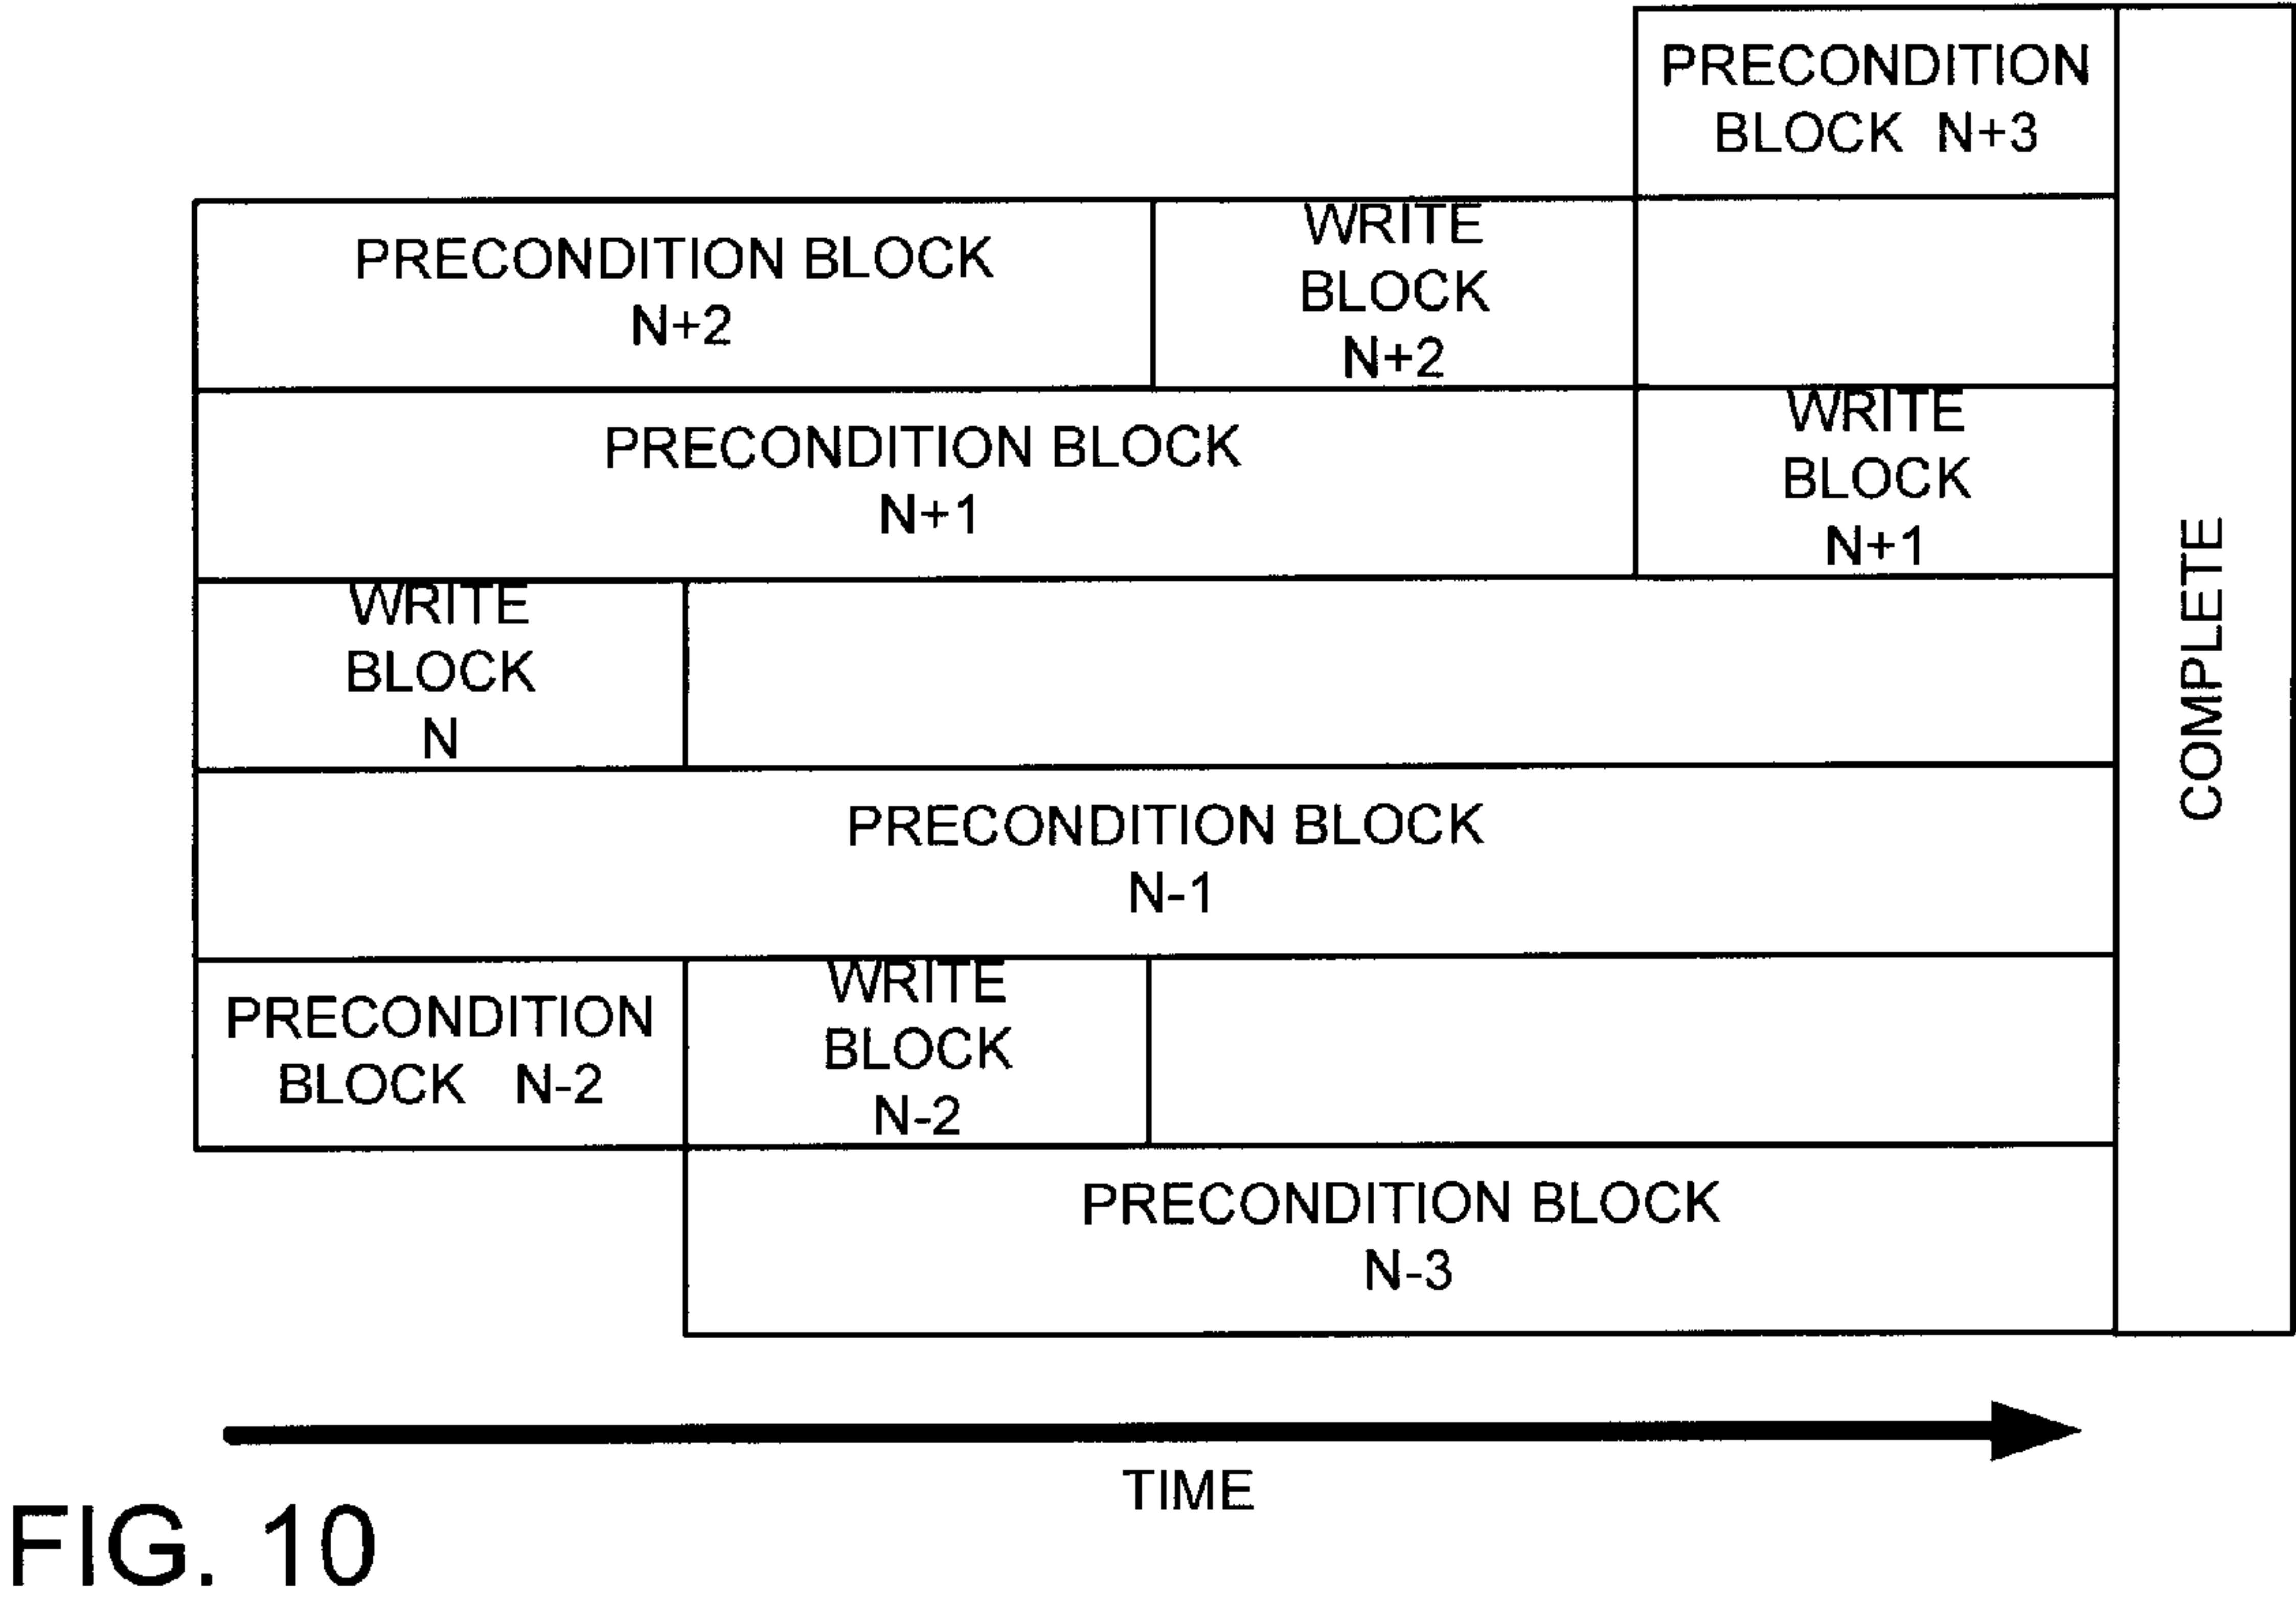 PRECONDITION
BLOCK N+3
PRECONDITION BLOCK
N+2
WRITE
BLOCK
N+2
PRECONDITION BLOCK
N+1
WRITE
BLOCK
N+1
WRITE
BLOCK
N
PRECONDITION BLOCK
N-1
PRECONDITION
BLOCK N-2
WRITE
BLOCK
N-2
PRECONDITION BLOCK
N-3
COMPLETE
TIME
FIG. 10